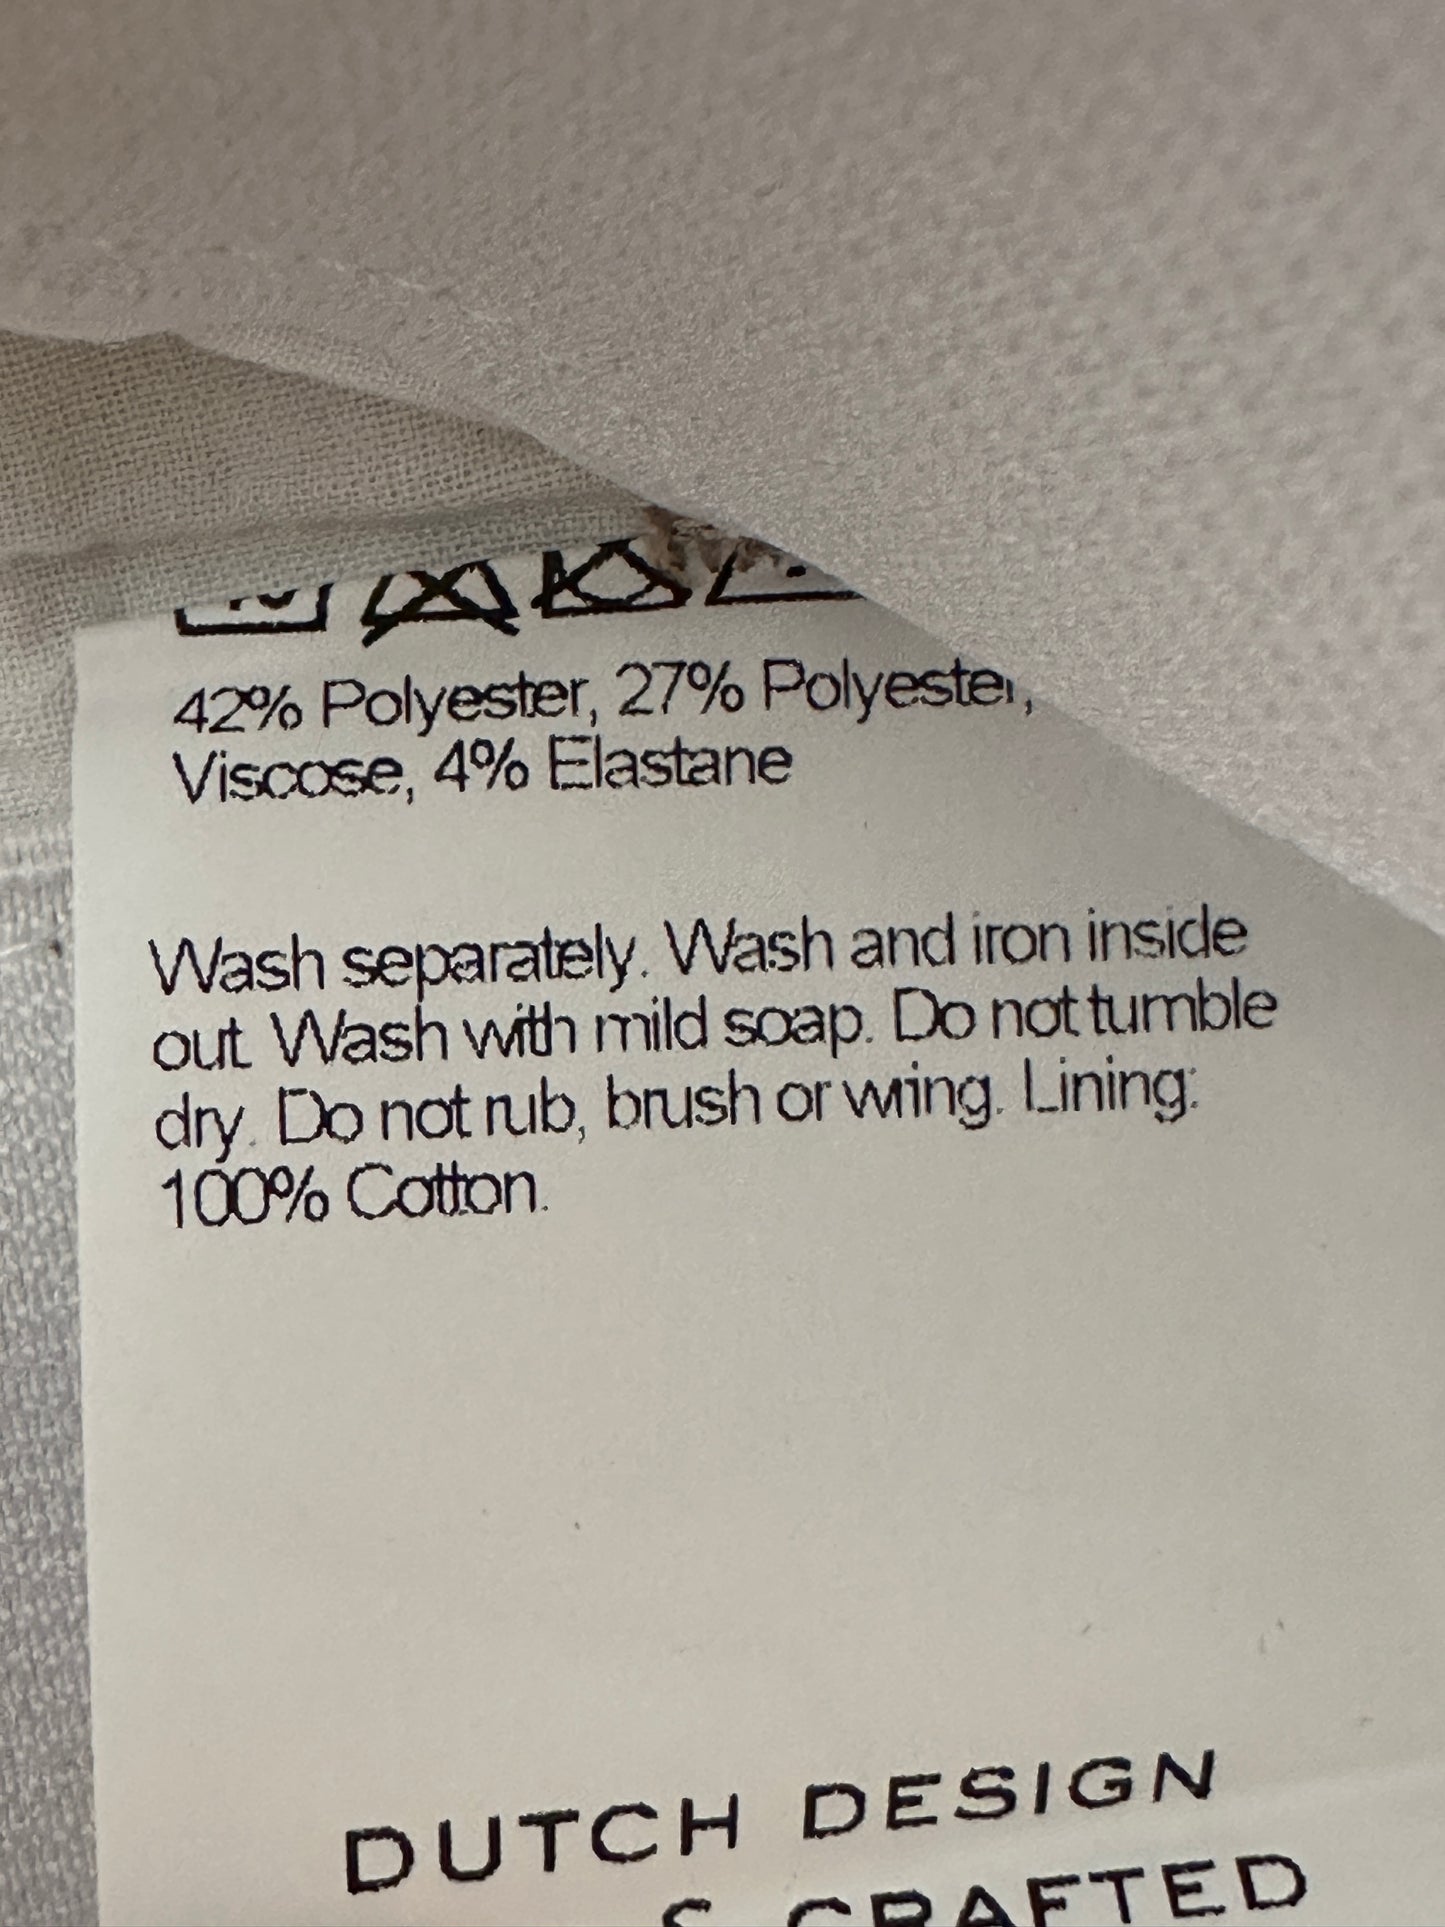 42% Polyester, 27% Polyester,
Viscose, 4% Elastane
Wash separately. Wash and iron inside
out. Wash with mild soap. Do not tumble
dry. Do not rub, brush or wring. Lining:
100% Cotton.
DUTCH DESIGN
CRAFTED